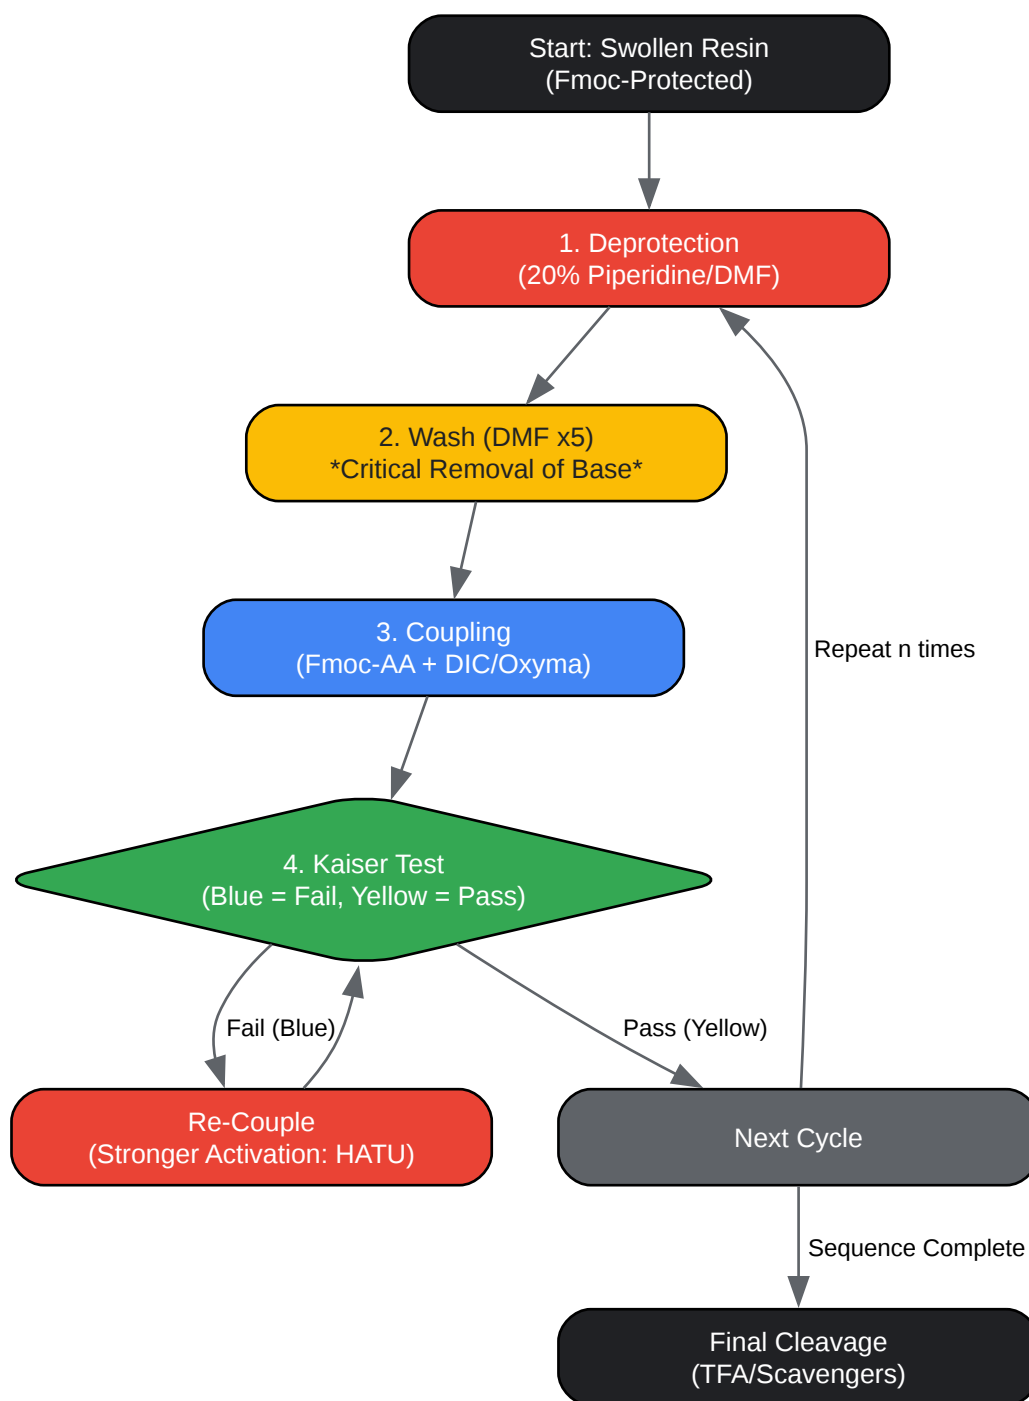 Start: Swollen Resin
(Fmoc-Protected)
1. Deprotection
(20% Piperidine/DMF)
2. Wash (DMF x5)
*Critical Removal of Base*
3. Coupling
(Fmoc-AA + DIC/Oxyma)
Repeat n times
4. Kaiser Test
(Blue = Fail, Yellow = Pass)
Fail (Blue)
Pass (Yellow)
Re-Couple
(Stronger Activation: HATU)
Next Cycle
Sequence Complete
Final Cleavage
(TFA/Scavengers)